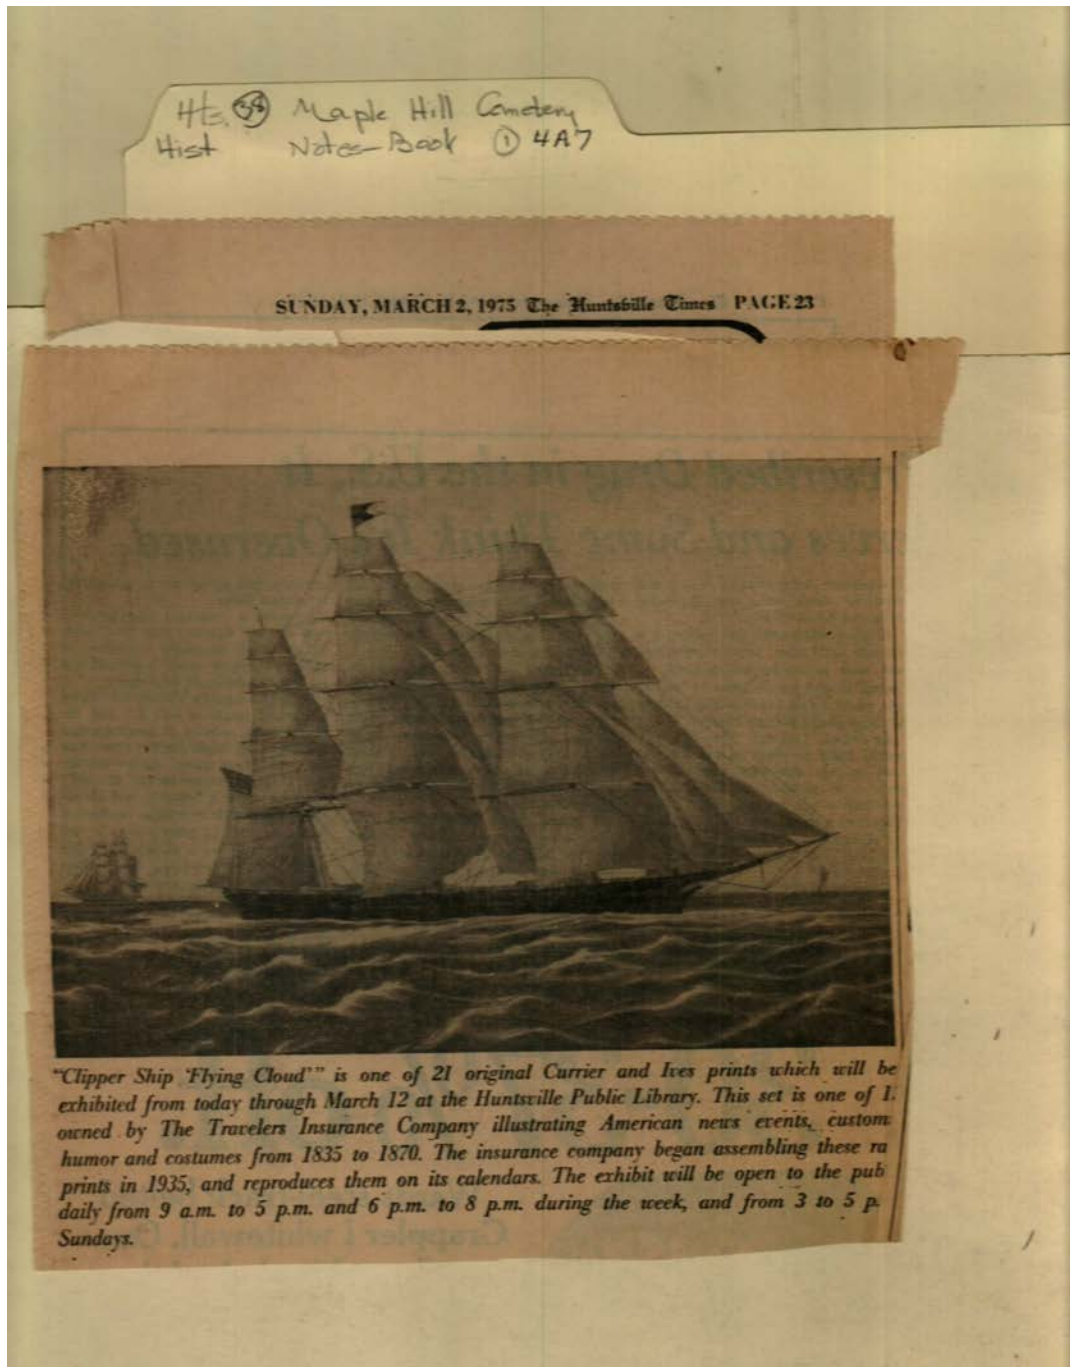 Hts. 38 Maple Hill Cemetery
Hist Notes-Book 1 4A7
SUNDAY, MARCH 2, 1975 The Huntsville Times PAGE 23
"Clipper Ship 'Flying Cloud'" is one of 21 original Currier and Ives prints which will be
exhibited from today through March 12 at the Huntsville Public Library. This set is one of 1
owned by The Travelers Insurance Company illustrating American news events, custom
humor and costumes from 1835 to 1870. The insurance company began assembling these ra
prints in 1935, and reproduces them on its calendars. The exhibit will be open to the pub
daily from 9 a.m. to 5 p.m. and 6 p.m. to 8 p.m. during the week, and from 3 to 5 p.
Sundays.